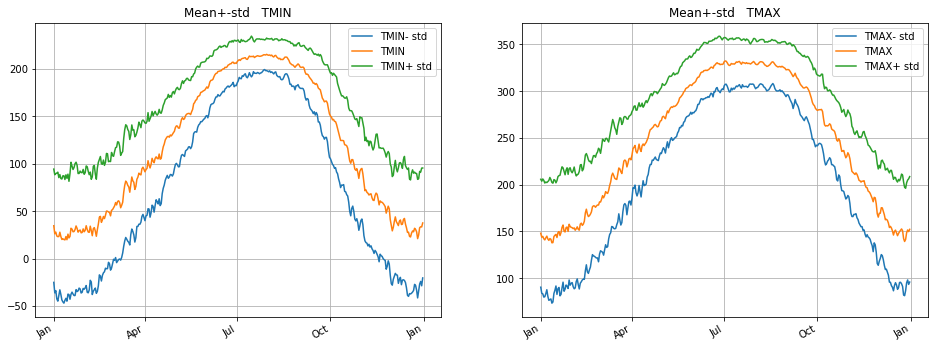 Mean+-std TMIN
TMIN- std
TMIN
TMIN+ std
200
150
100
50
0
−50
Jan
Apr
Jul
Oct
Jan
Mean+-std TMAX
TMAX- std
TMAX
TMAX+ std
350
300
250
200
150
100
Jan
Apr
Jul
Oct
Jan